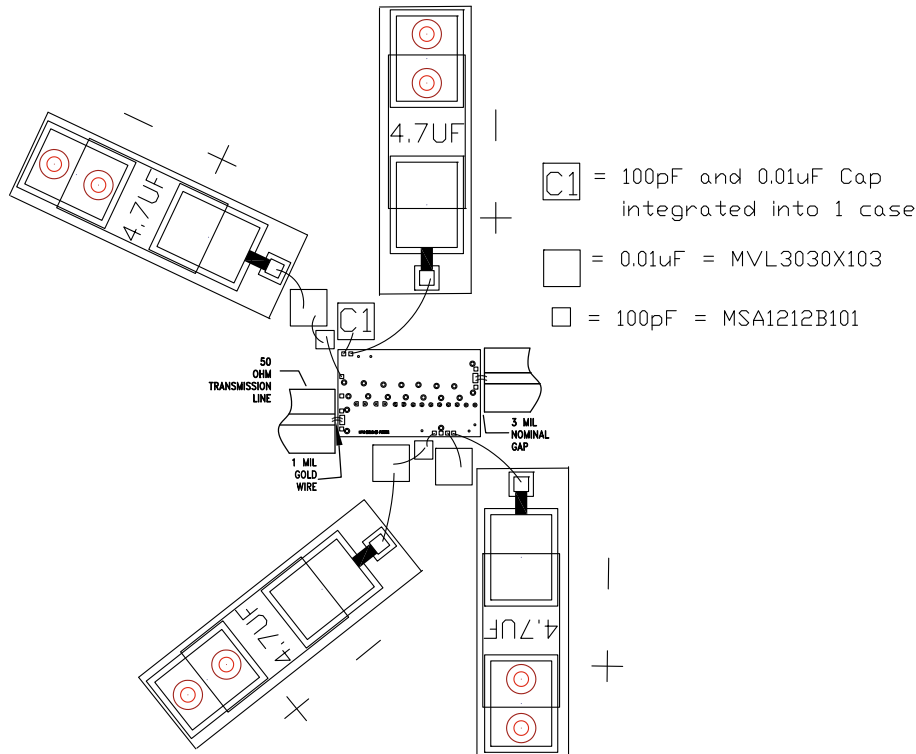 4.7UF
4.7UF
C1 = 100pF and 0.01uF Cap
integrated into 1 case
= 0.01uF = MVL3030X103
= 100pF = MSA1212B101
C1
50
OHM
TRANSMISSION
LINE
3 MIL
NOMINAL
GAP
1 MIL
GOLD
WIRE
4.7UF
4.7UF